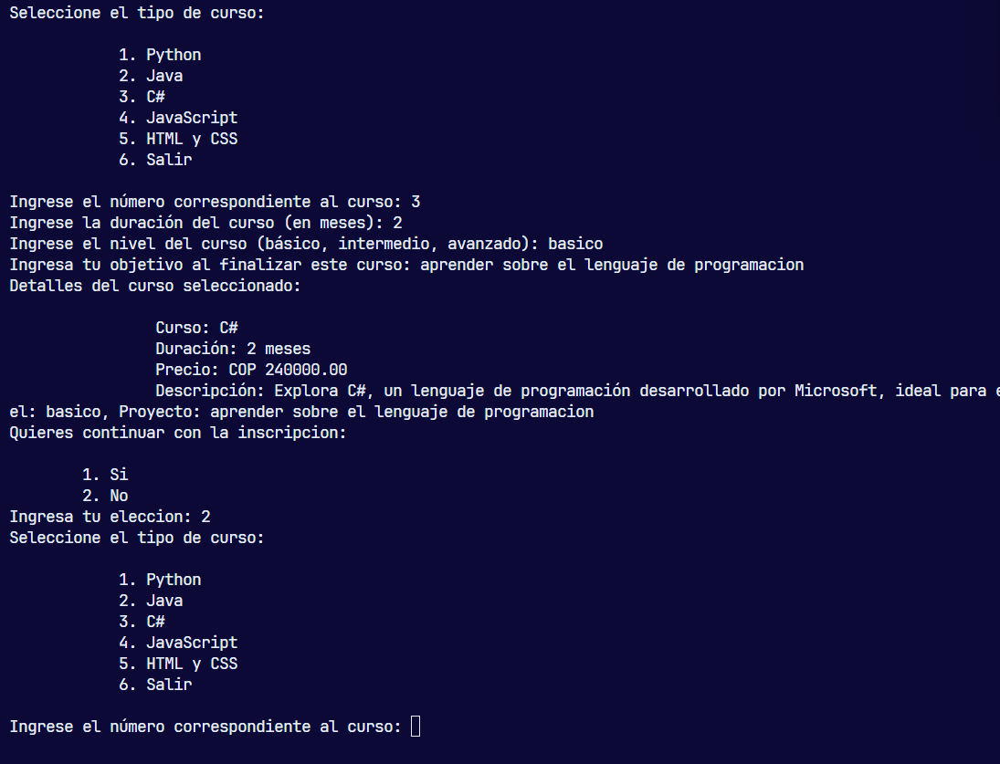 Seleccione el tipo de curso:
1. Python
2. Java
3. C#
4. JavaScript
5. HTML y CSS
6. Salir
Ingrese el número correspondiente al curso: 3
Ingrese la duración del curso (en meses): 2
Ingrese el nivel del curso (básico, intermedio, avanzado): basico
Ingresa tu objetivo al finalizar este curso: aprender sobre el lenguaje de programacion
Detalles del curso seleccionado:
Curso: C#
Duración: 2 meses
Precio: COP 240000.00
Descripción: Explora C#, un lenguaje de programación desarrollado por Microsoft, ideal para
el: basico, Proyecto: aprender sobre el lenguaje de programacion
Quieres continuar con la inscripcion:
1. Si
2. No
Ingresa tu eleccion: 2
Seleccione el tipo de curso:
1. Python
2. Java
3. C#
4. JavaScript
5. HTML y CSS
6. Salir
Ingrese el número correspondiente al curso: